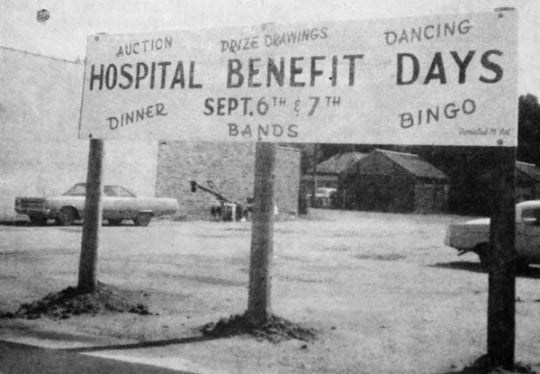 AUCTION PRIZE DRAWINGS DANCING
HOSPITAL BENEFIT DAYS
DINNER SEPT. 6TH & 7TH BINGO
BANDS